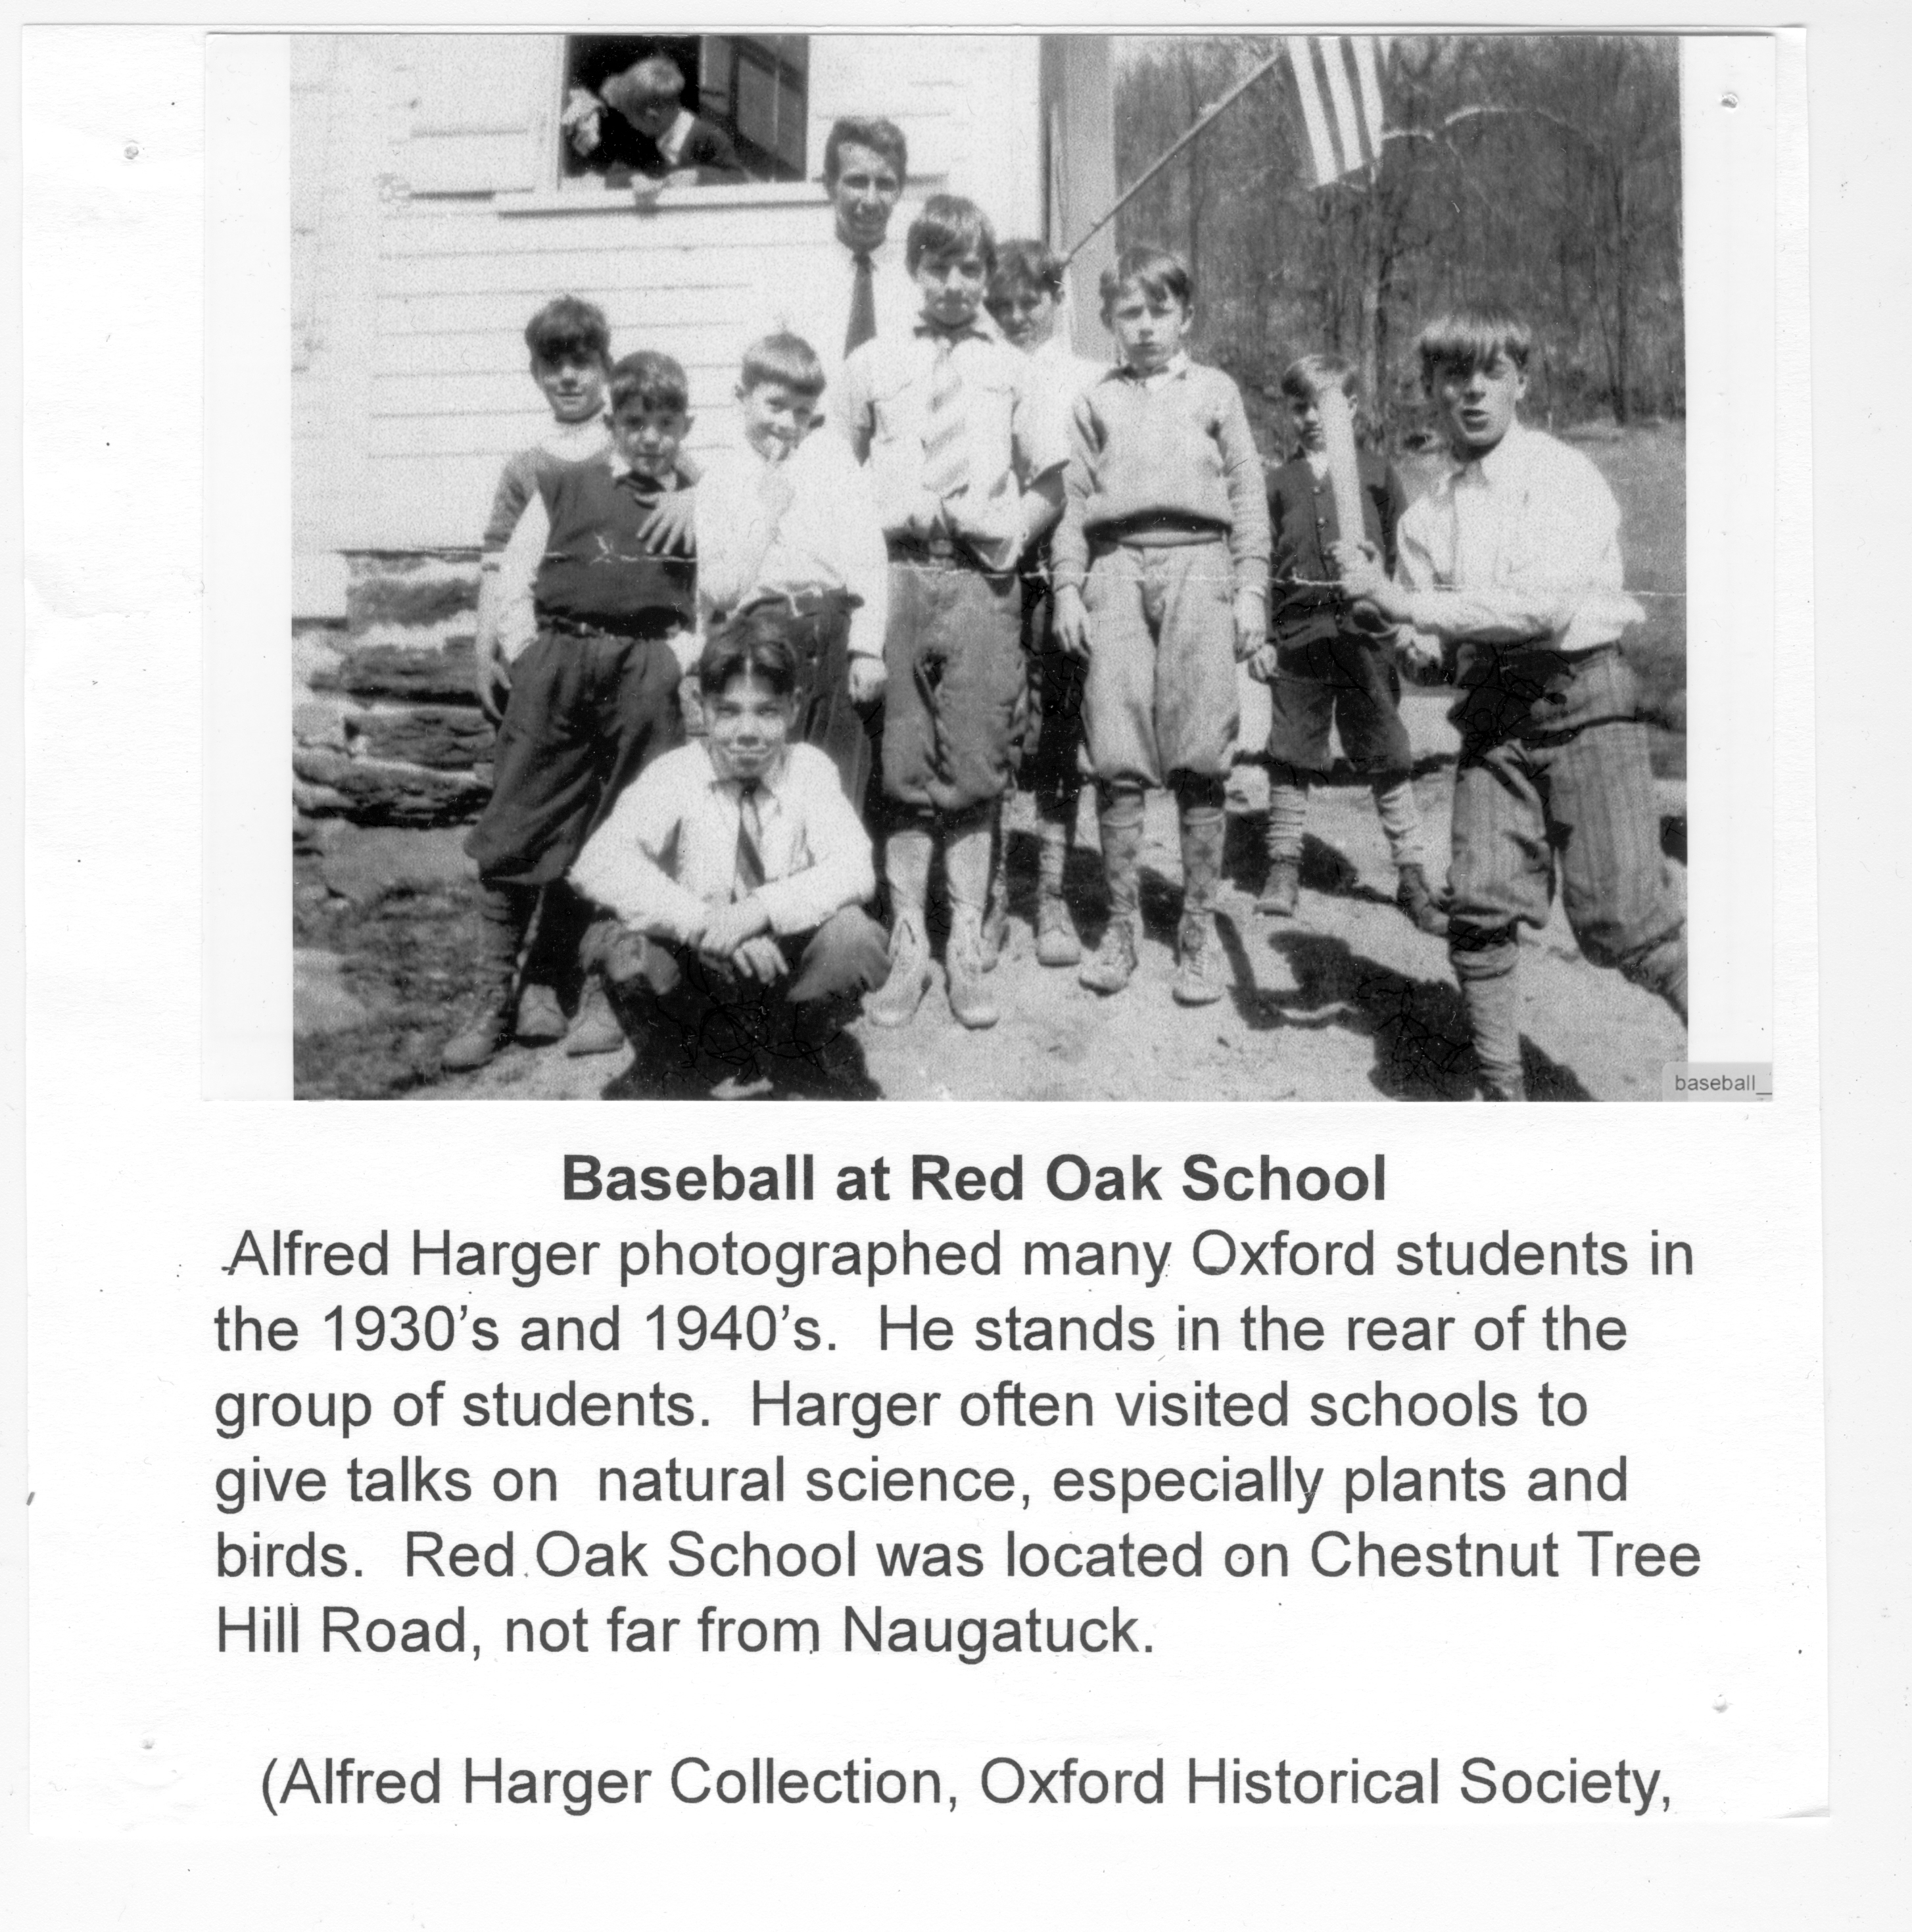 baseball_
Baseball at Red Oak School
Alfred Harger photographed many Oxford students in
the 1930's and 1940's.  He stands in the rear of the
group of students.  Harger often visited schools to
give talks on  natural science, especially plants and
birds.  Red Oak School was located on Chestnut Tree
Hill Road, not far from Naugatuck.
(Alfred Harger Collection, Oxford Historical Society,